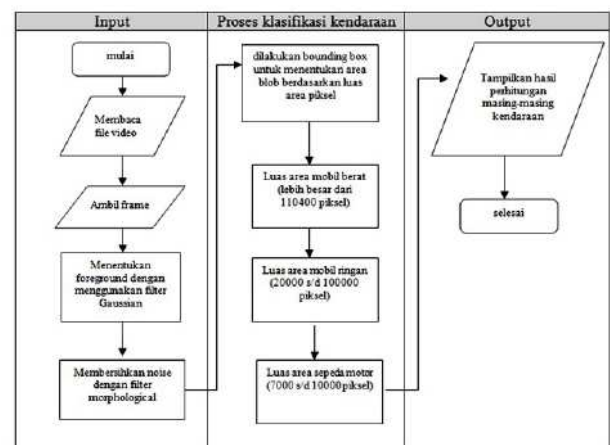 Input
Proses klasifikasi kendaraan
Output
mulai
Membaca
file video
Ambil frame
Menentukan
foreground dengan
menggunakan filter
Gaussian
Membersihkan noise
dengan filter
morphological
dilakukan bounding box
untuk menentukan area
blob berdasarkan luas
area piksel
Luas area mobil berat
(lebih besar dari
110400 piksel)
Luas area mobil ringan
(20000 s/d 100000
piksel)
Luas area sepeda motor
(7000 s/d 10000 piksel)
Tampilkan hasil
perhitungan
masing-masing
kendaraan
selesai